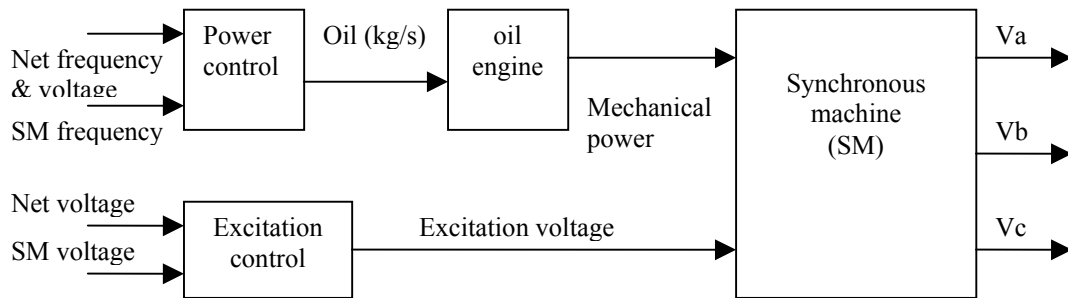 Net frequency
& voltage
SM frequency
Power
control
Oil (kg/s)
oil
engine
Mechanical
power
Synchronous
machine
(SM)
Va
Vb
Vc
Net voltage
SM voltage
Excitation
control
Excitation voltage